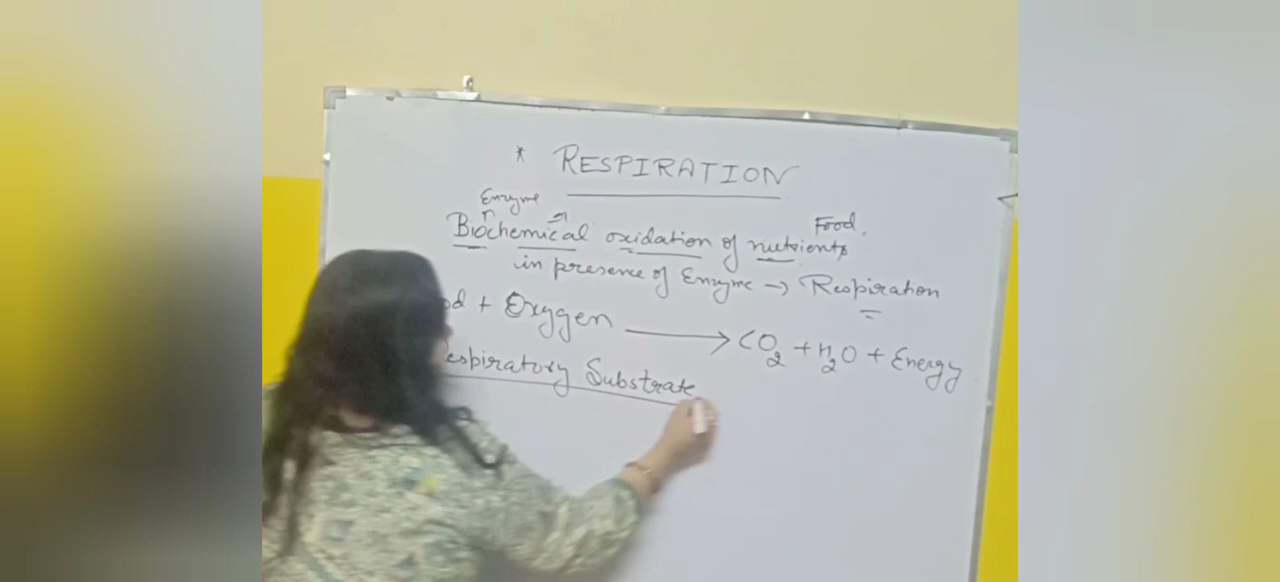 * RESPIRATION
Enzyme
Food.
Biochemical oxidation of nutrients
in presence of Enzyme → Respiration
+ Oxygen ⟶ CO₂ + H₂O + Energy
espiratory Substrate